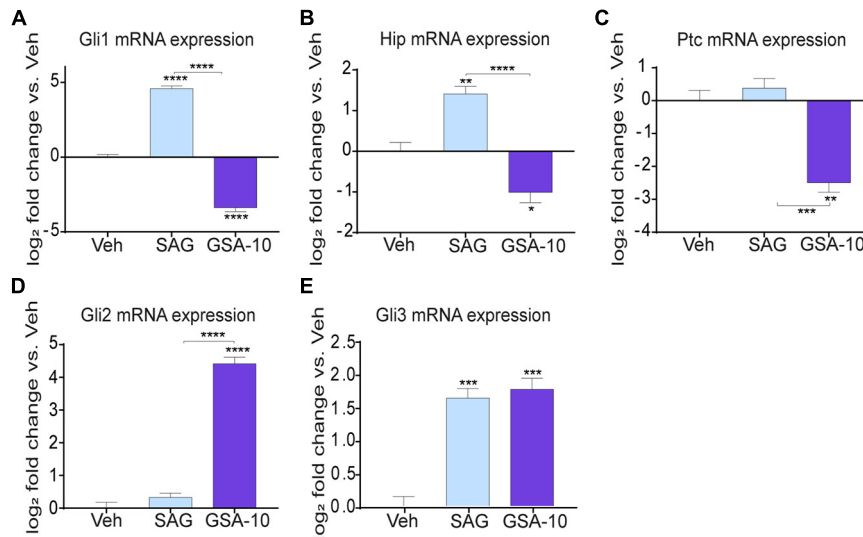 A
Gli1 mRNA expression
log₂ fold change vs. Veh
5
0
-5
****
****
****
Veh SAG GSA-10
B
Hip mRNA expression
log₂ fold change vs. Veh
2
1
0
-1
-2
**
****
*
Veh SAG GSA-10
C
Ptc mRNA expression
log₂ fold change vs. Veh
1
0
-1
-2
-3
-4
***
**
Veh SAG GSA-10
D
Gli2 mRNA expression
log₂ fold change vs. Veh
5
4
3
2
1
0
****
****
Veh SAG GSA-10
E
Gli3 mRNA expression
og₂ fold change vs. Veh
2.5
2.0
1.5
1.0
0.5
0.0
***
***
Veh SAG GSA-10